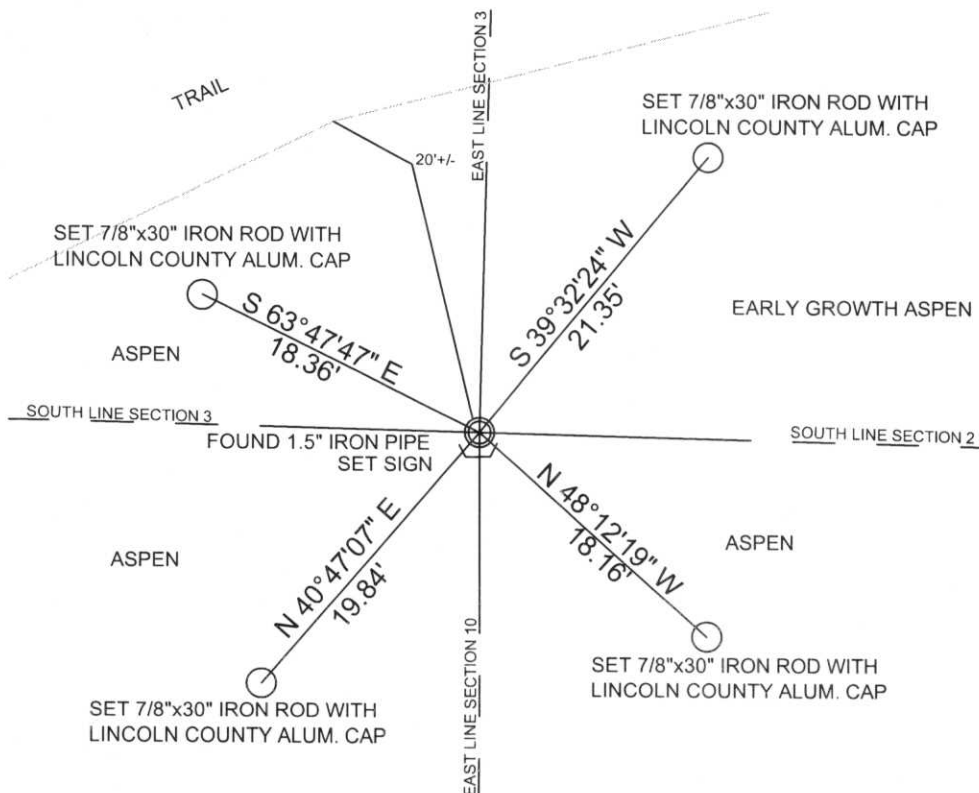 EAST LINE SECTION 3
TRAIL
20'+/-
SET 7/8"x30" IRON ROD WITH
LINCOLN COUNTY ALUM. CAP
SET 7/8"x30" IRON ROD WITH
LINCOLN COUNTY ALUM. CAP
S 63°47'47" E
18.36'
S 39°32'24" W
21.35'
EARLY GROWTH ASPEN
ASPEN
SOUTH LINE SECTION 3
FOUND 1.5" IRON PIPE
SET SIGN
SOUTH LINE SECTION 2
ASPEN
N 40°47'07" E
19.84'
N 48°12'19" W
18.16'
ASPEN
EAST LINE SECTION 10
SET 7/8"x30" IRON ROD WITH
LINCOLN COUNTY ALUM. CAP
SET 7/8"x30" IRON ROD WITH
LINCOLN COUNTY ALUM. CAP